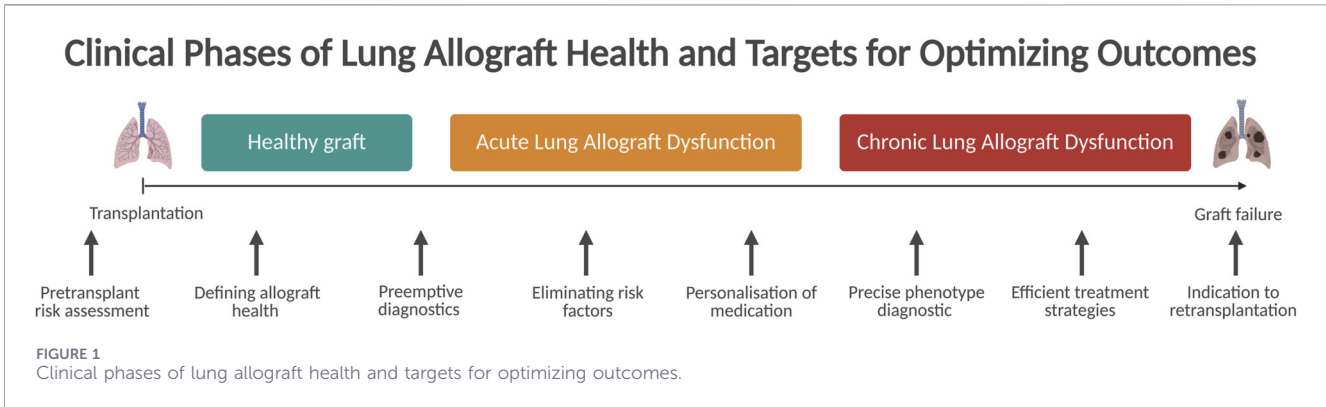 Clinical Phases of Lung Allograft Health and Targets for Optimizing Outcomes
Healthy graft
Acute Lung Allograft Dysfunction
Chronic Lung Allograft Dysfunction
Transplantation
Graft failure
Pretransplant
risk assessment
Defining allograft
health
Preemptive
diagnostics
Eliminating risk
factors
Personalisation of
medication
Precise phenotype
diagnostic
Efficient treatment
strategies
Indication to
retransplantation
FIGURE 1
Clinical phases of lung allograft health and targets for optimizing outcomes.